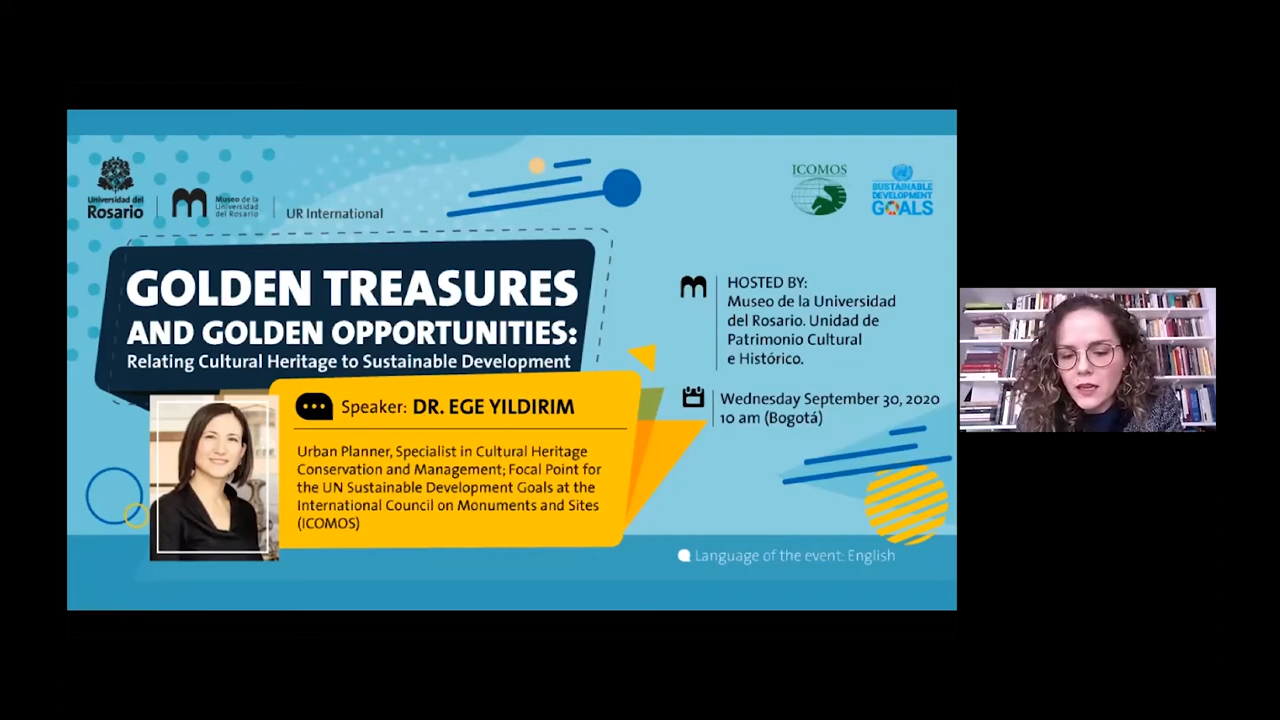 Universidad del
Rosario
Museo de la
Universidad
del Rosario
UR International
ICOMOS
SUSTAINABLE
DEVELOPMENT
GOALS
GOLDEN TREASURES
AND GOLDEN OPPORTUNITIES:
Relating Cultural Heritage to Sustainable Development
Speaker: DR. EGE YILDIRIM
Urban Planner, Specialist in Cultural Heritage
Conservation and Management; Focal Point for
the UN Sustainable Development Goals at the
International Council on Monuments and Sites
(ICOMOS)
HOSTED BY:
Museo de la Universidad
del Rosario. Unidad de
Patrimonio Cultural
e Histórico.
Wednesday September 30, 2020
10 am (Bogotá)
Language of the event: English